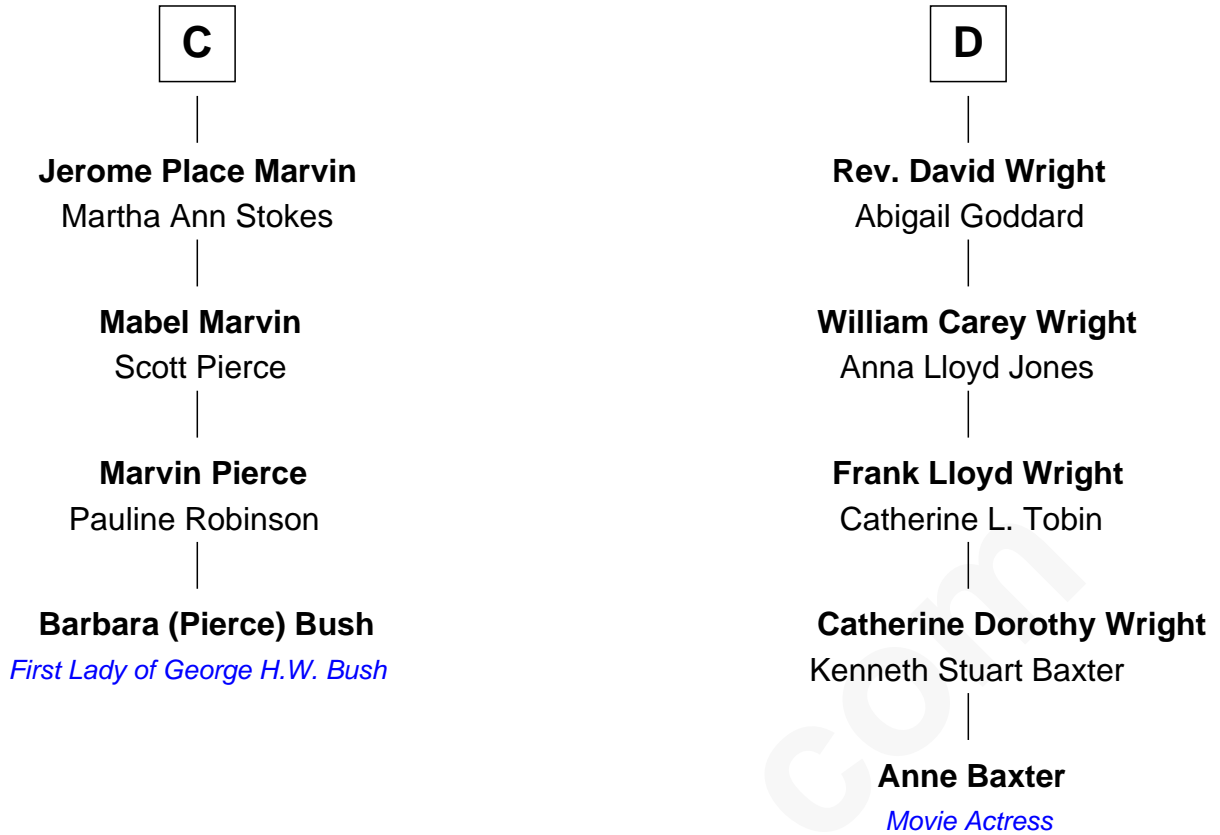 C
Jerome Place Marvin
Martha Ann Stokes
Mabel Marvin
Scott Pierce
Marvin Pierce
Pauline Robinson
Barbara (Pierce) Bush
First Lady of George H.W. Bush
D
Rev. David Wright
Abigail Goddard
William Carey Wright
Anna Lloyd Jones
Frank Lloyd Wright
Catherine L. Tobin
Catherine Dorothy Wright
Kenneth Stuart Baxter
Anne Baxter
Movie Actress
com